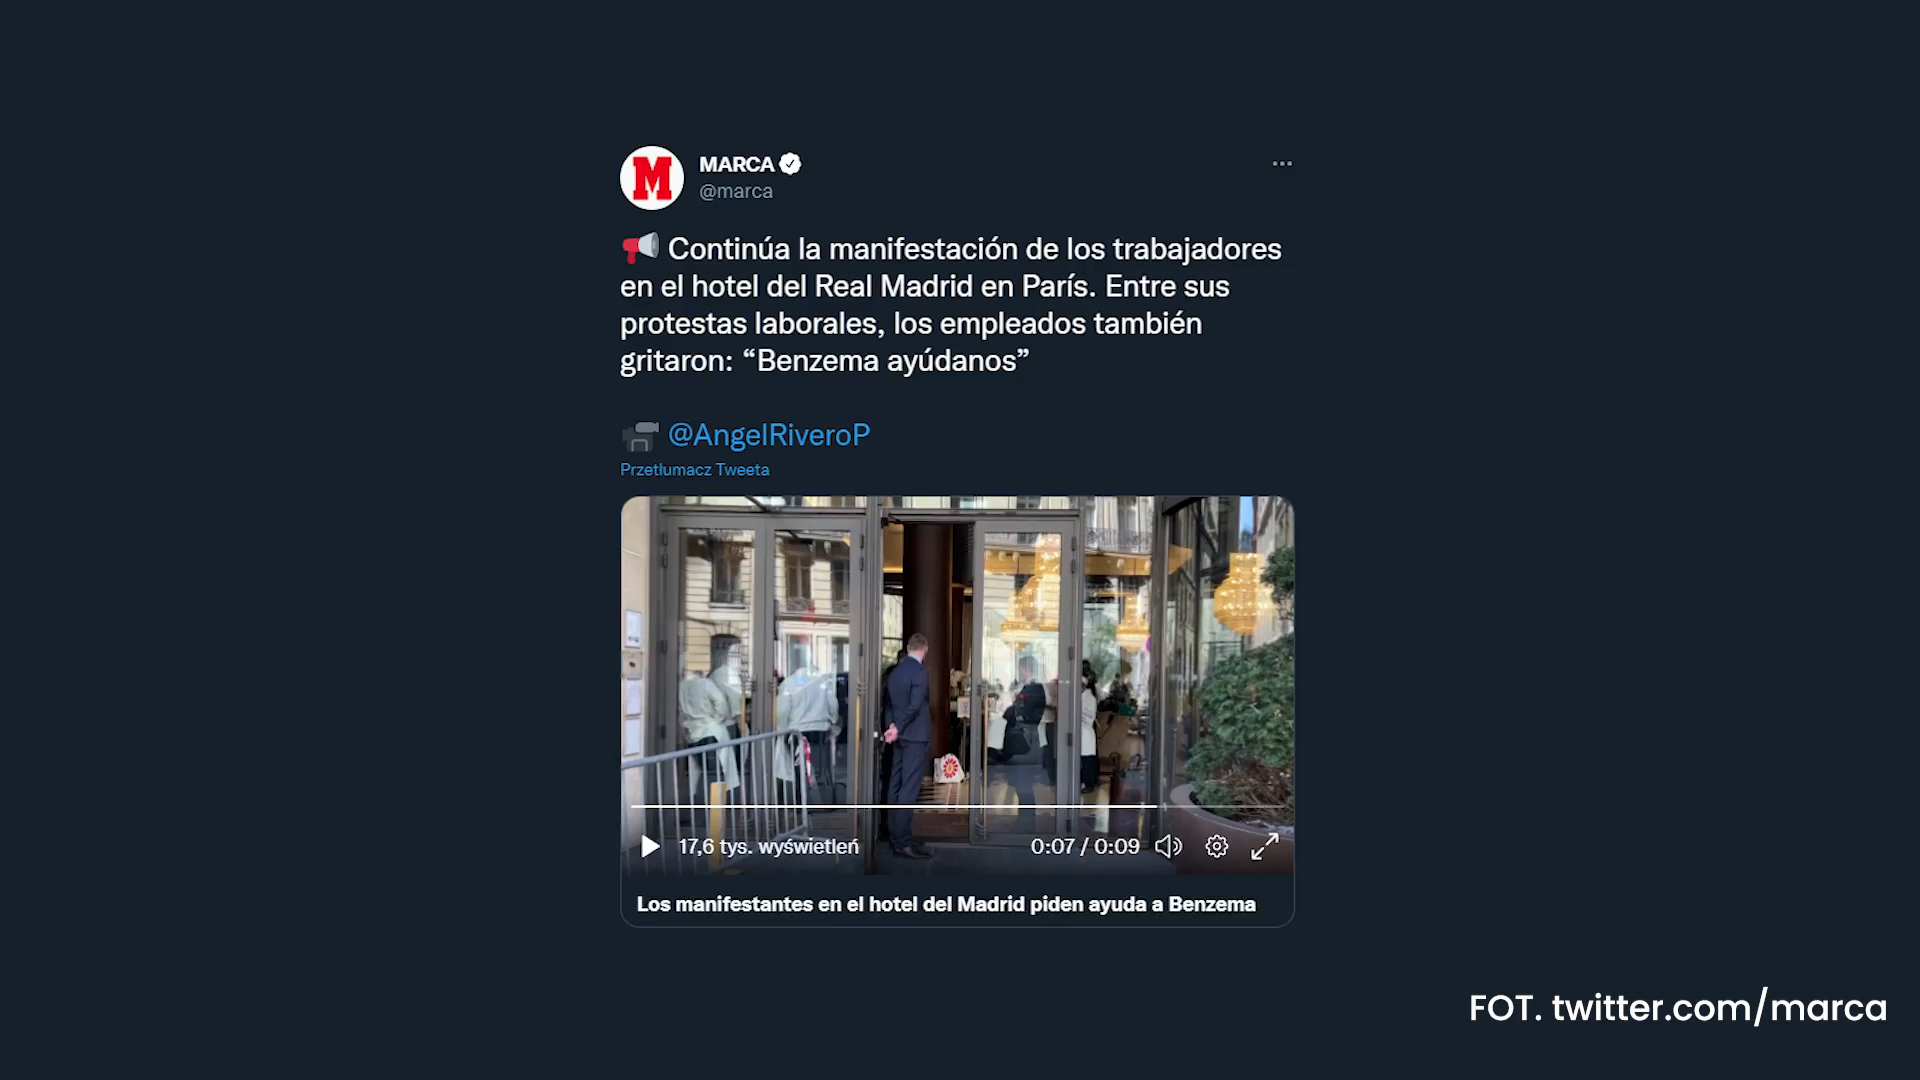 M
MARCA
@marca
Continúa la manifestación de los trabajadores
en el hotel del Real Madrid en París. Entre sus
protestas laborales, los empleados también
gritaron: “Benzema ayúdanos”
@AngelRiveroP
Przetłumacz Tweeta
17,6 tys. wyświetleń
0:07 / 0:09
Los manifestantes en el hotel del Madrid piden ayuda a Benzema
FOT. twitter.com/marca